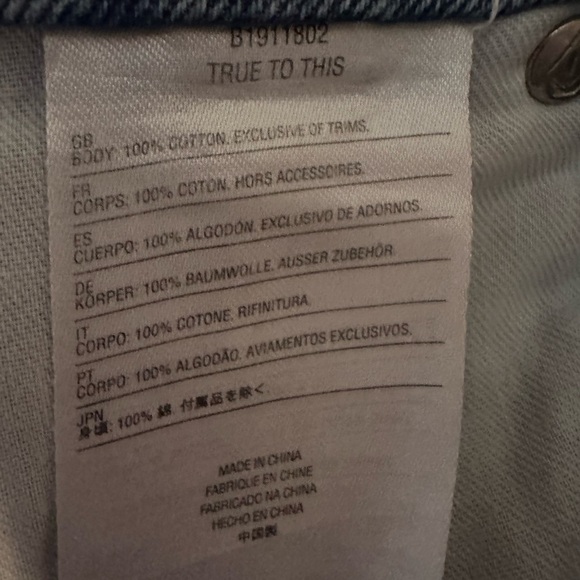 B1911802
TRUE TO THIS
GB
BODY: 100% COTTON. EXCLUSIVE OF TRIMS.
FR
CORPS: 100% COTON. HORS ACCESSOIRES.
ES
CUERPO: 100% ALGODÓN. EXCLUSIVO DE ADORNOS.
DE
KÖRPER: 100% BAUMWOLLE. AUSSER ZUBEHÖR.
IT
CORPO: 100% COTONE. RIFINITURA.
PT
CORPO: 100% ALGODÃO. AVIAMENTOS EXCLUSIVOS.
JPN
身頃: 100% 綿. 付属品を除く.
MADE IN CHINA
FABRIQUE EN CHINE
FABRICADO NA CHINA
HECHO EN CHINA
中国製